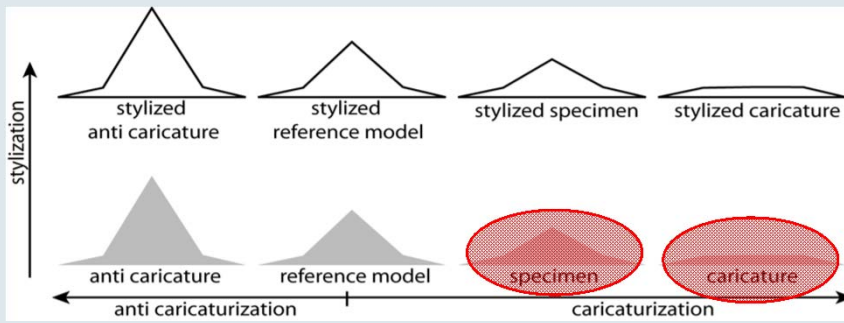 stylization
stylized
anti caricature
stylized
reference model
stylized specimen
stylized caricature
anti caricature
reference model
specimen
caricature
anti caricaturization
caricaturization